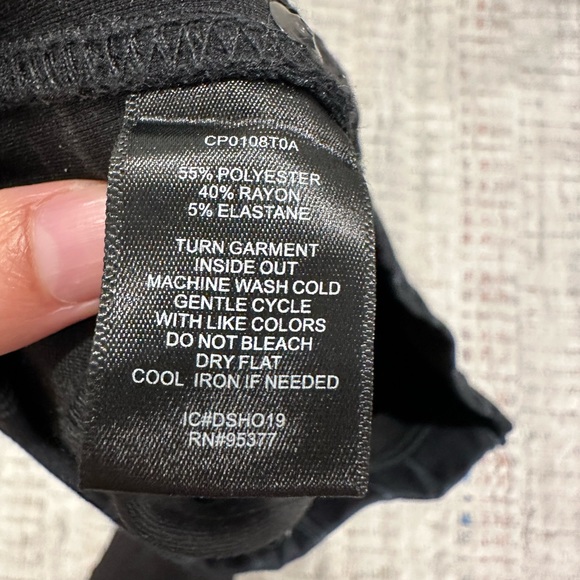 CP0108T0A
55% POLYESTER
40% RAYON
5% ELASTANE
TURN GARMENT
INSIDE OUT
MACHINE WASH COLD
GENTLE CYCLE
WITH LIKE COLORS
DO NOT BLEACH
DRY FLAT
COOL IRON IF NEEDED
IC#DSHO19
RN#95377